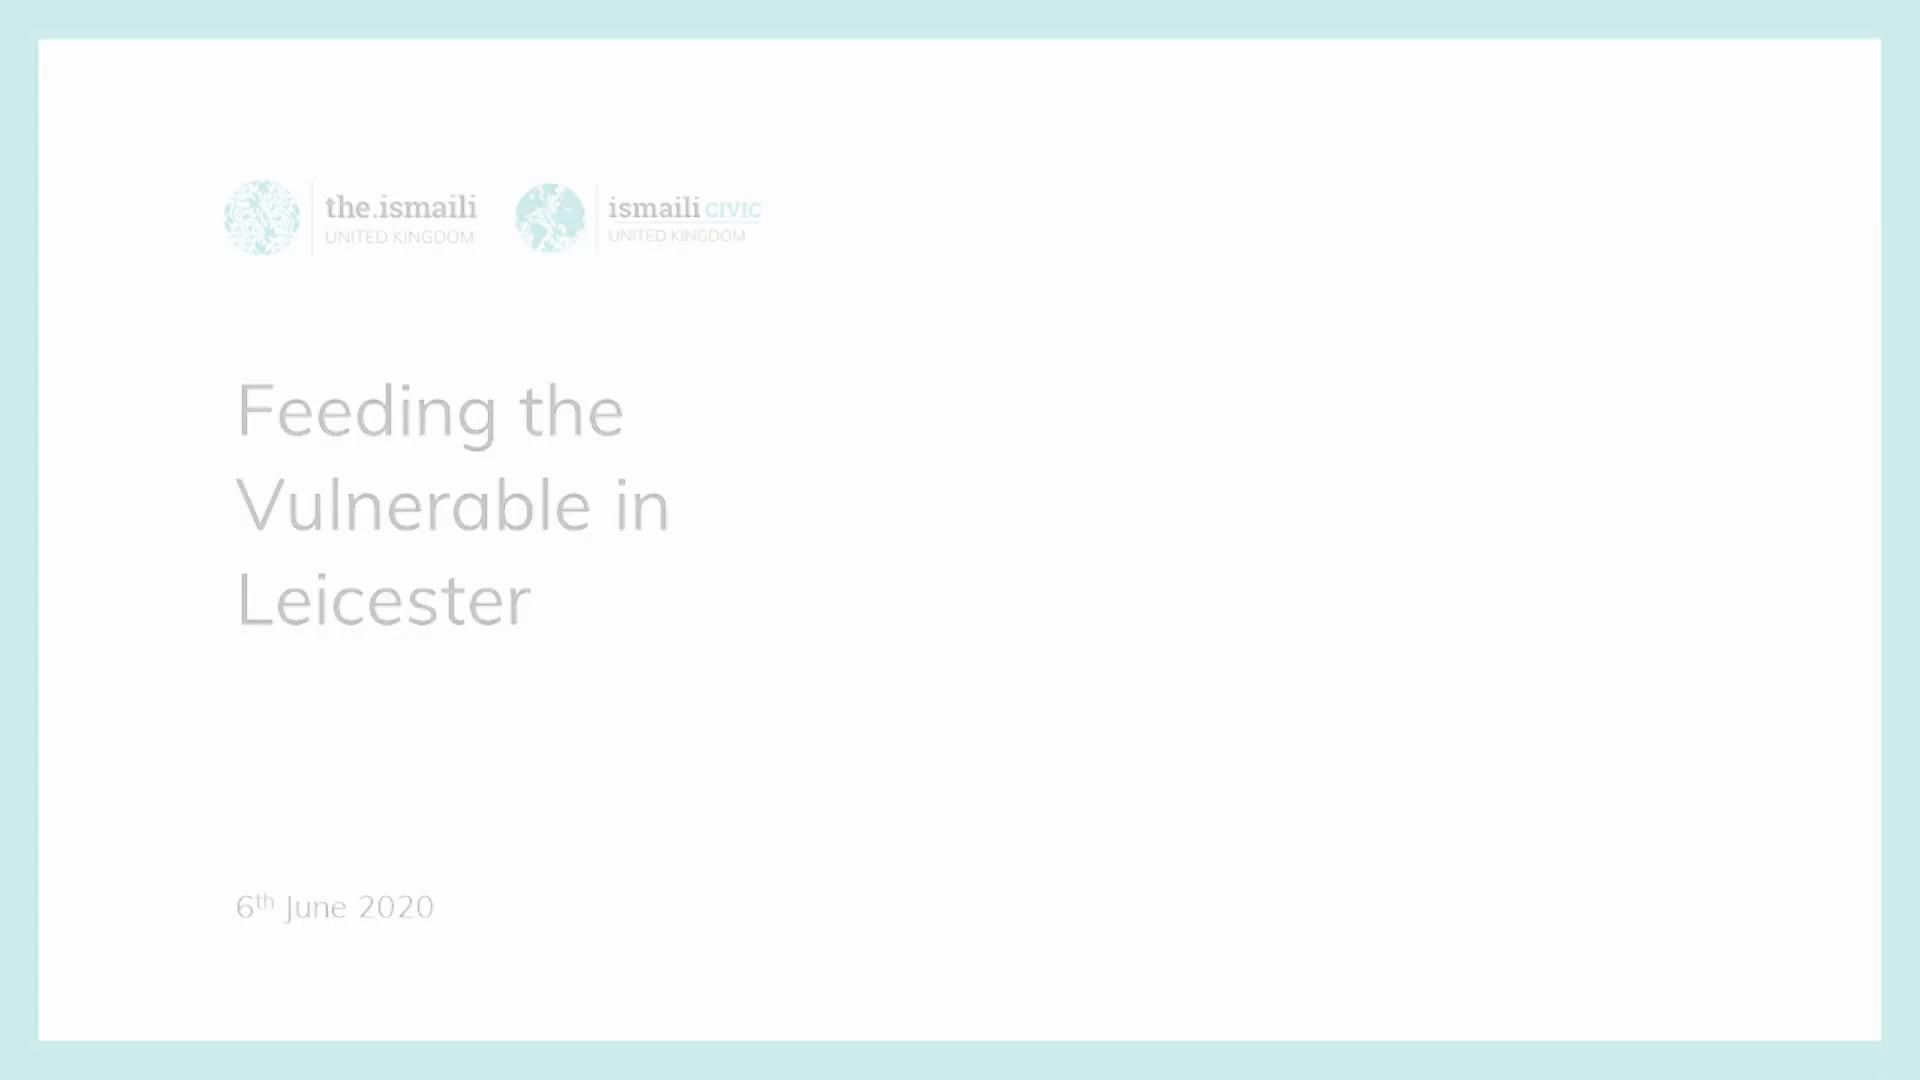 the.ismaili
UNITED KINGDOM
ismaili CIVIC
UNITED KINGDOM
Feeding the
Vulnerable in
Leicester
6th June 2020